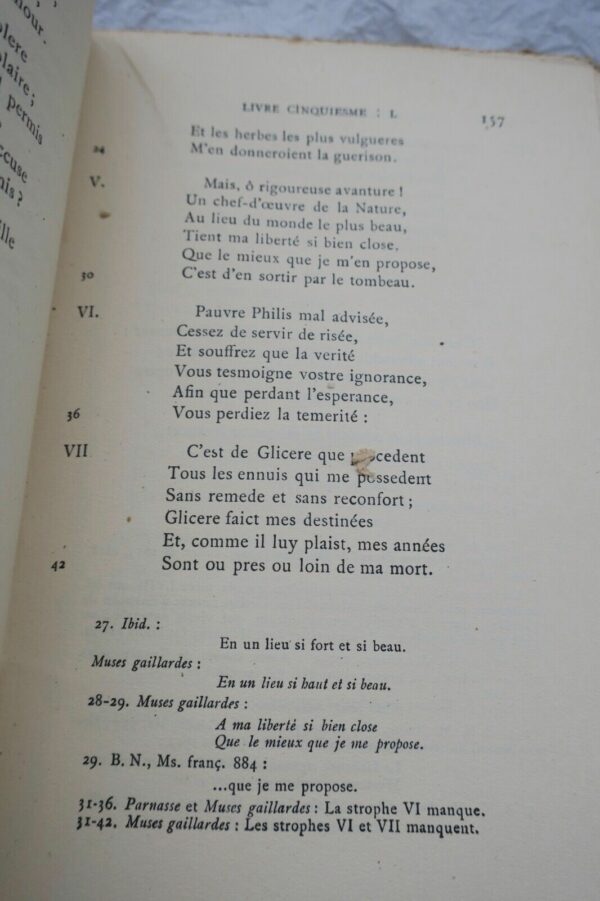 mour.
olere
olaire;
l permis
ccuse
nis?
lle
LIVRE CINQUIESME : L 157
Et les herbes les plus vulgueres
24 M'en donneroient la guerison.
V. Mais, ô rigoureuse avanture !
Un chef-d'œuvre de la Nature,
Au lieu du monde le plus beau,
Tient ma liberté si bien close.
Que le mieux que je m'en propose,
30 C'est d'en sortir par le tombeau.
VI. Pauvre Philis mal advisée,
Cessez de servir de risée,
Et souffrez que la verité
Vous tesmoigne vostre ignorance,
Afin que perdant l'esperance,
36 Vous perdiez la temerité :
VII C'est de Glicere que procedent
Tous les ennuis qui me possedent
Sans remede et sans reconfort ;
Glicere faict mes destinées
Et, comme il luy plaist, mes années
42 Sont ou pres ou loin de ma mort.
27. Ibid. :
En un lieu si fort et si beau.
Muses gaillardes :
En un lieu si haut et si beau.
28-29. Muses gaillardes :
A ma liberté si bien close
Que le mieux que je me propose.
29. B. N., Ms. franç. 884 :
...que je me propose.
31-36. Parnasse et Muses gaillardes : La strophe VI manque.
31-42. Muses gaillardes : Les strophes VI et VII manquent.